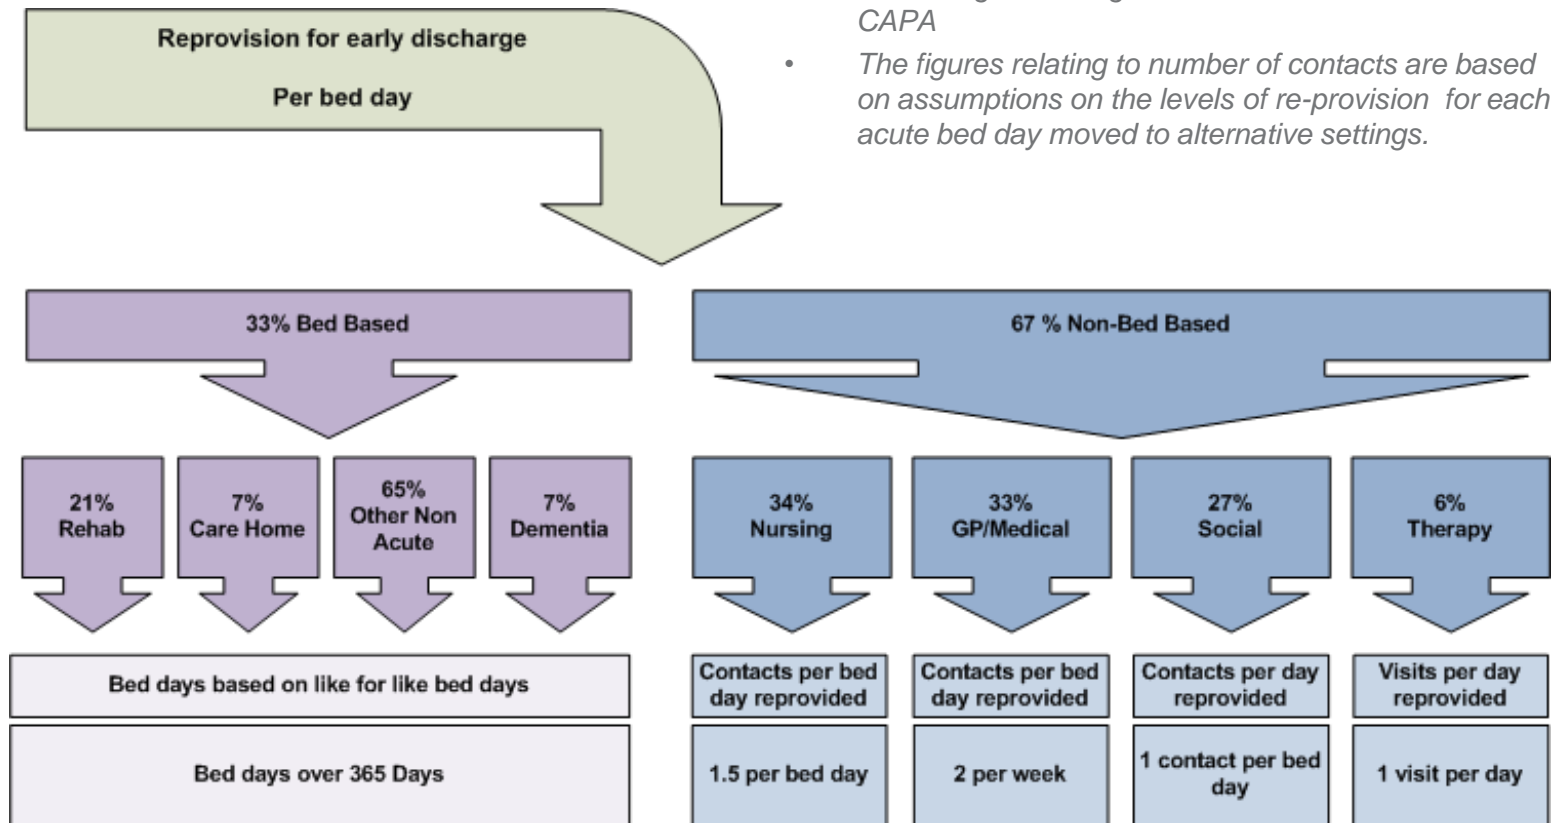 CAPA
• The figures relating to number of contacts are based
on assumptions on the levels of re-provision for each
acute bed day moved to alternative settings.
Reprovision for early discharge
Per bed day
33% Bed Based
67 % Non-Bed Based
21%
Rehab
7%
Care Home
65%
Other Non
Acute
7%
Dementia
34%
Nursing
33%
GP/Medical
27%
Social
6%
Therapy
Bed days based on like for like bed days
Contacts per bed
day reprovided
Contacts per bed
day reprovided
Contacts per day
reprovided
Visits per day
reprovided
Bed days over 365 Days
1.5 per bed day
2 per week
1 contact per bed
day
1 visit per day